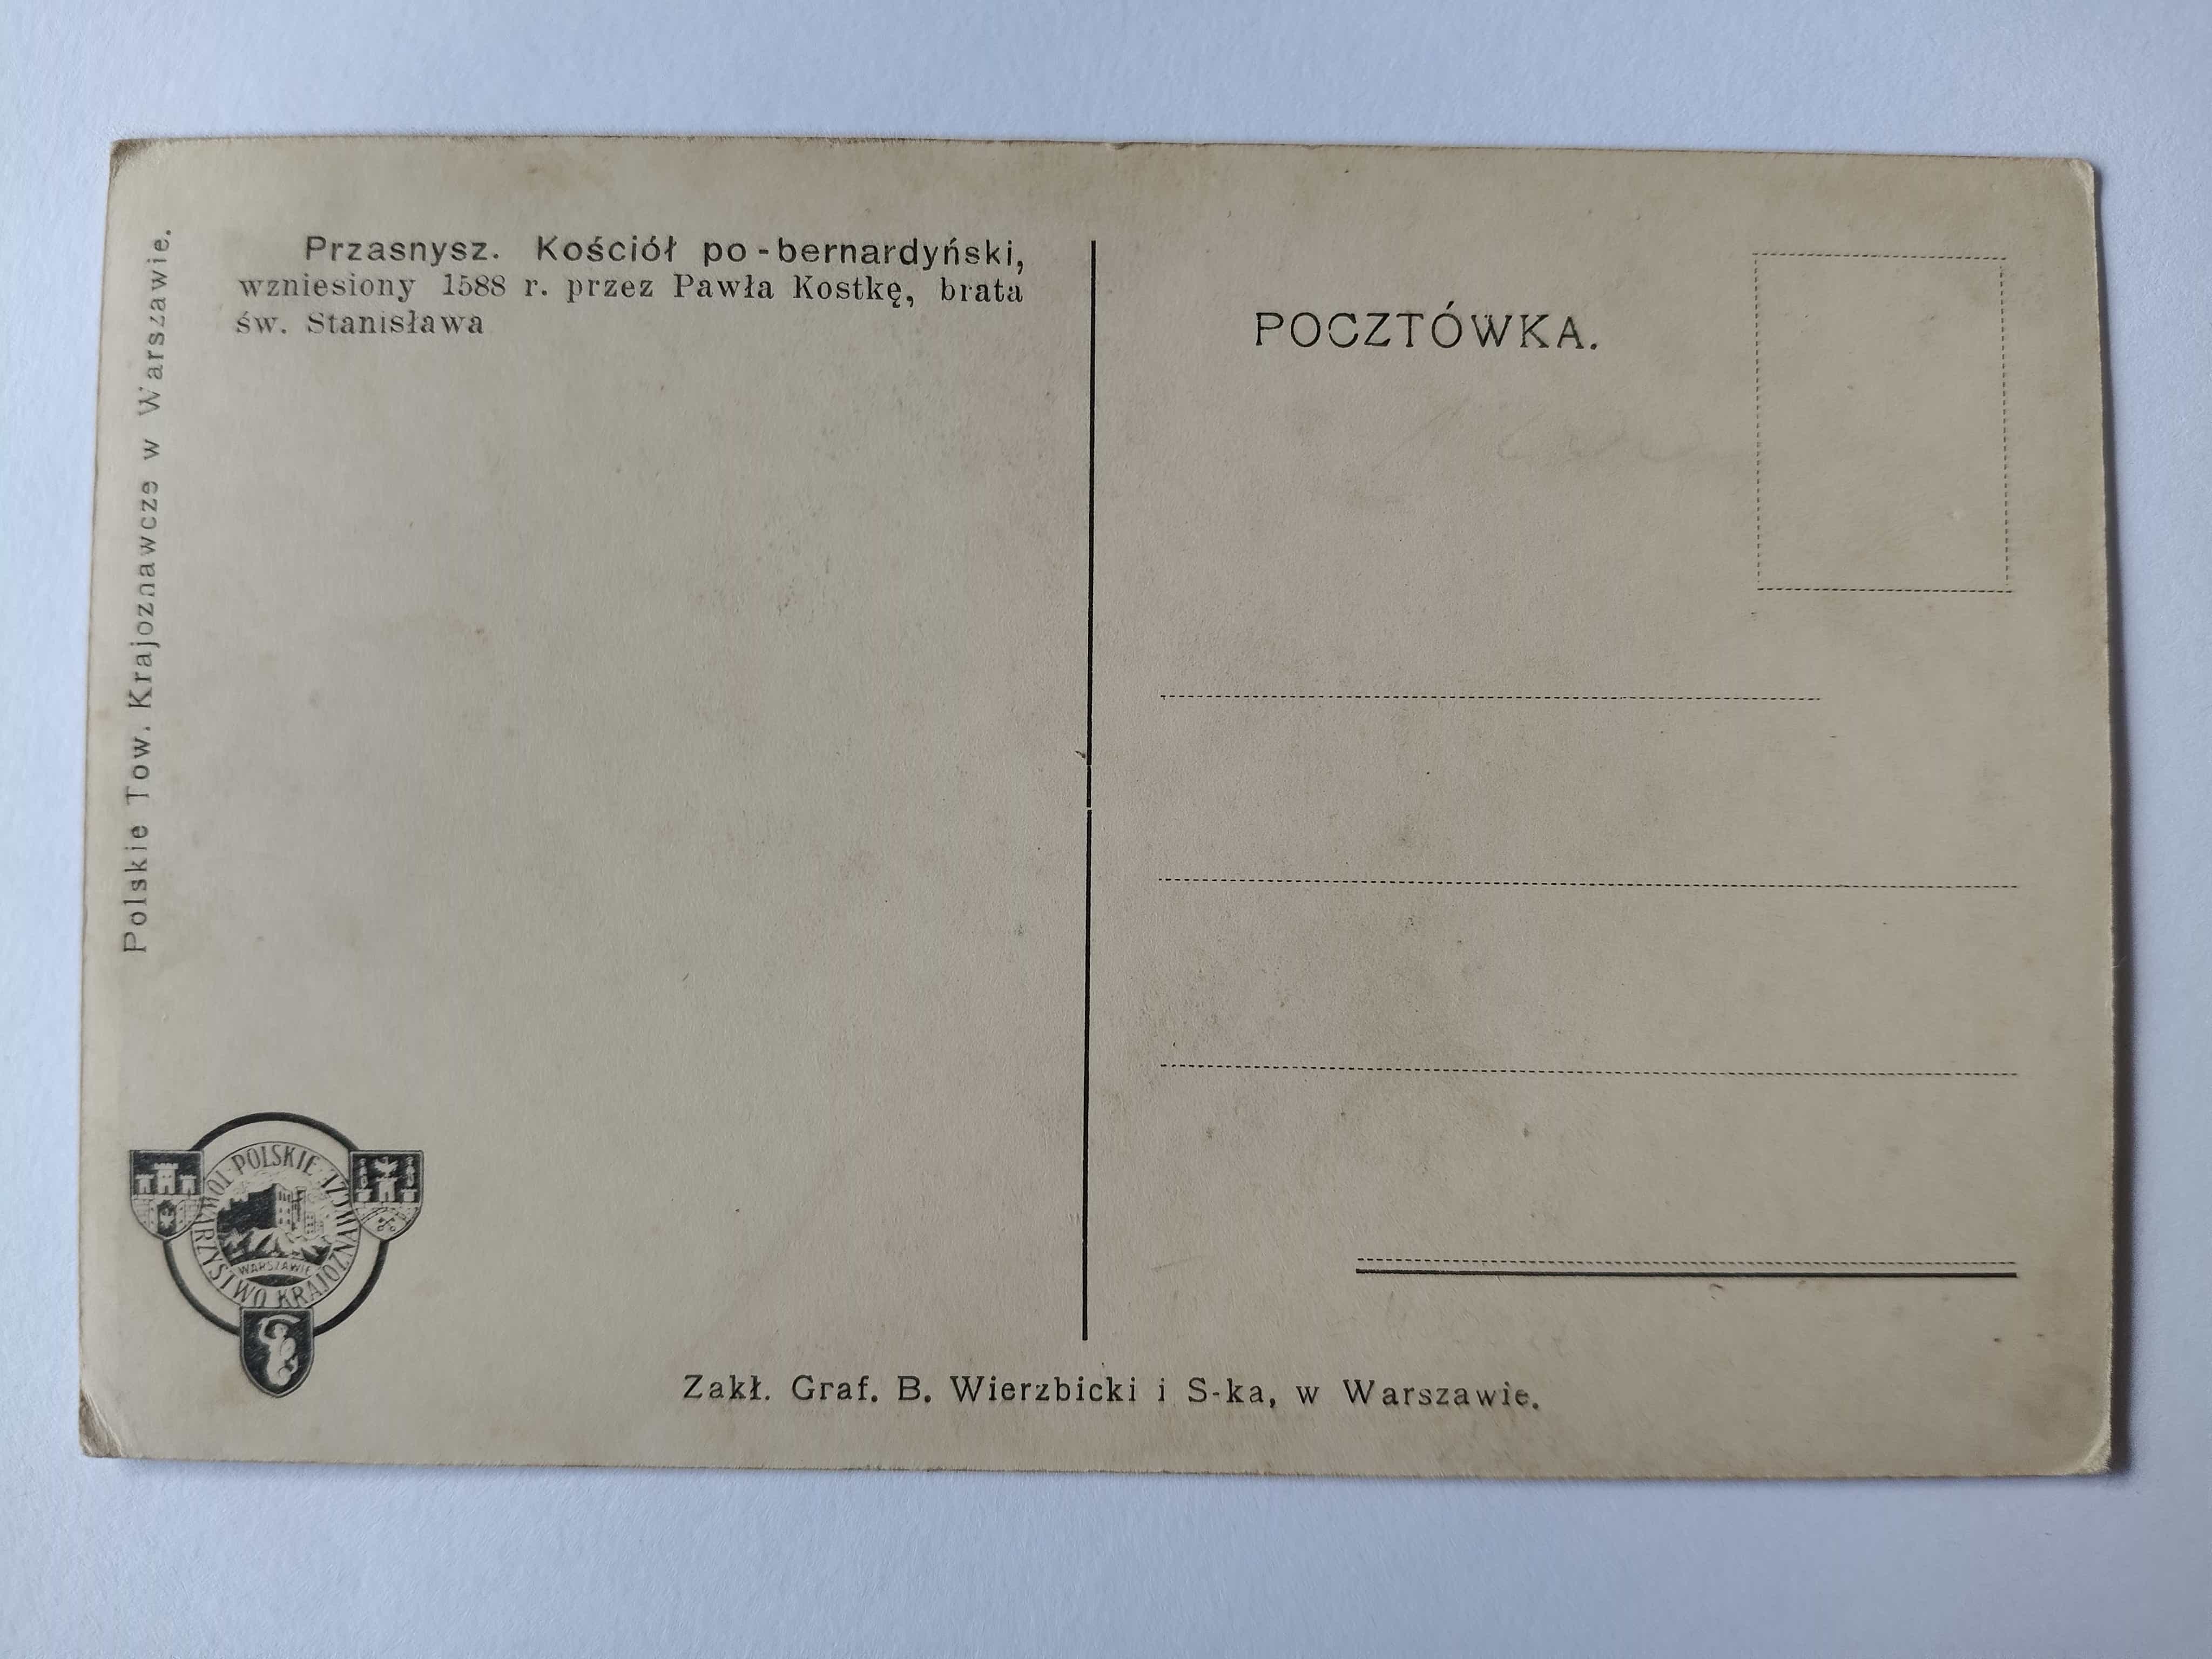 Polskie Tow. Krajoznawcze w Warszawie.
Przasnysz. Kościół po-bernardyński,
wzniesiony 1588 r. przez Pawła Kostkę, brata
św. Stanisława
POCZTÓWKA.
POLSKIE TOWARZYSTWO KRAJOZNAWCZE
WARSZAWIE
Zakł. Graf. B. Wierzbicki i S-ka, w Warszawie.